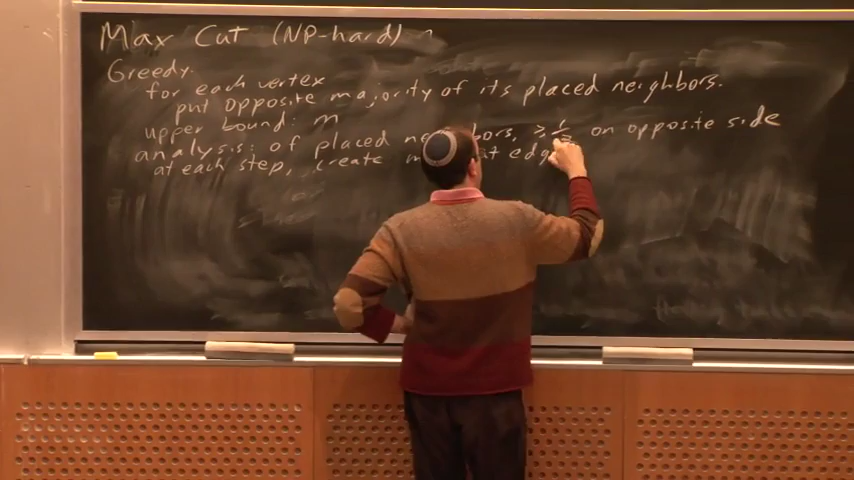 Max Cut (NP-hard)
Greedy.
for each vertex
put opposite majority of its placed neighbors.
upper bound: m
analysis: of placed bors, ≥ 1/2 on opposite side
at each step, create